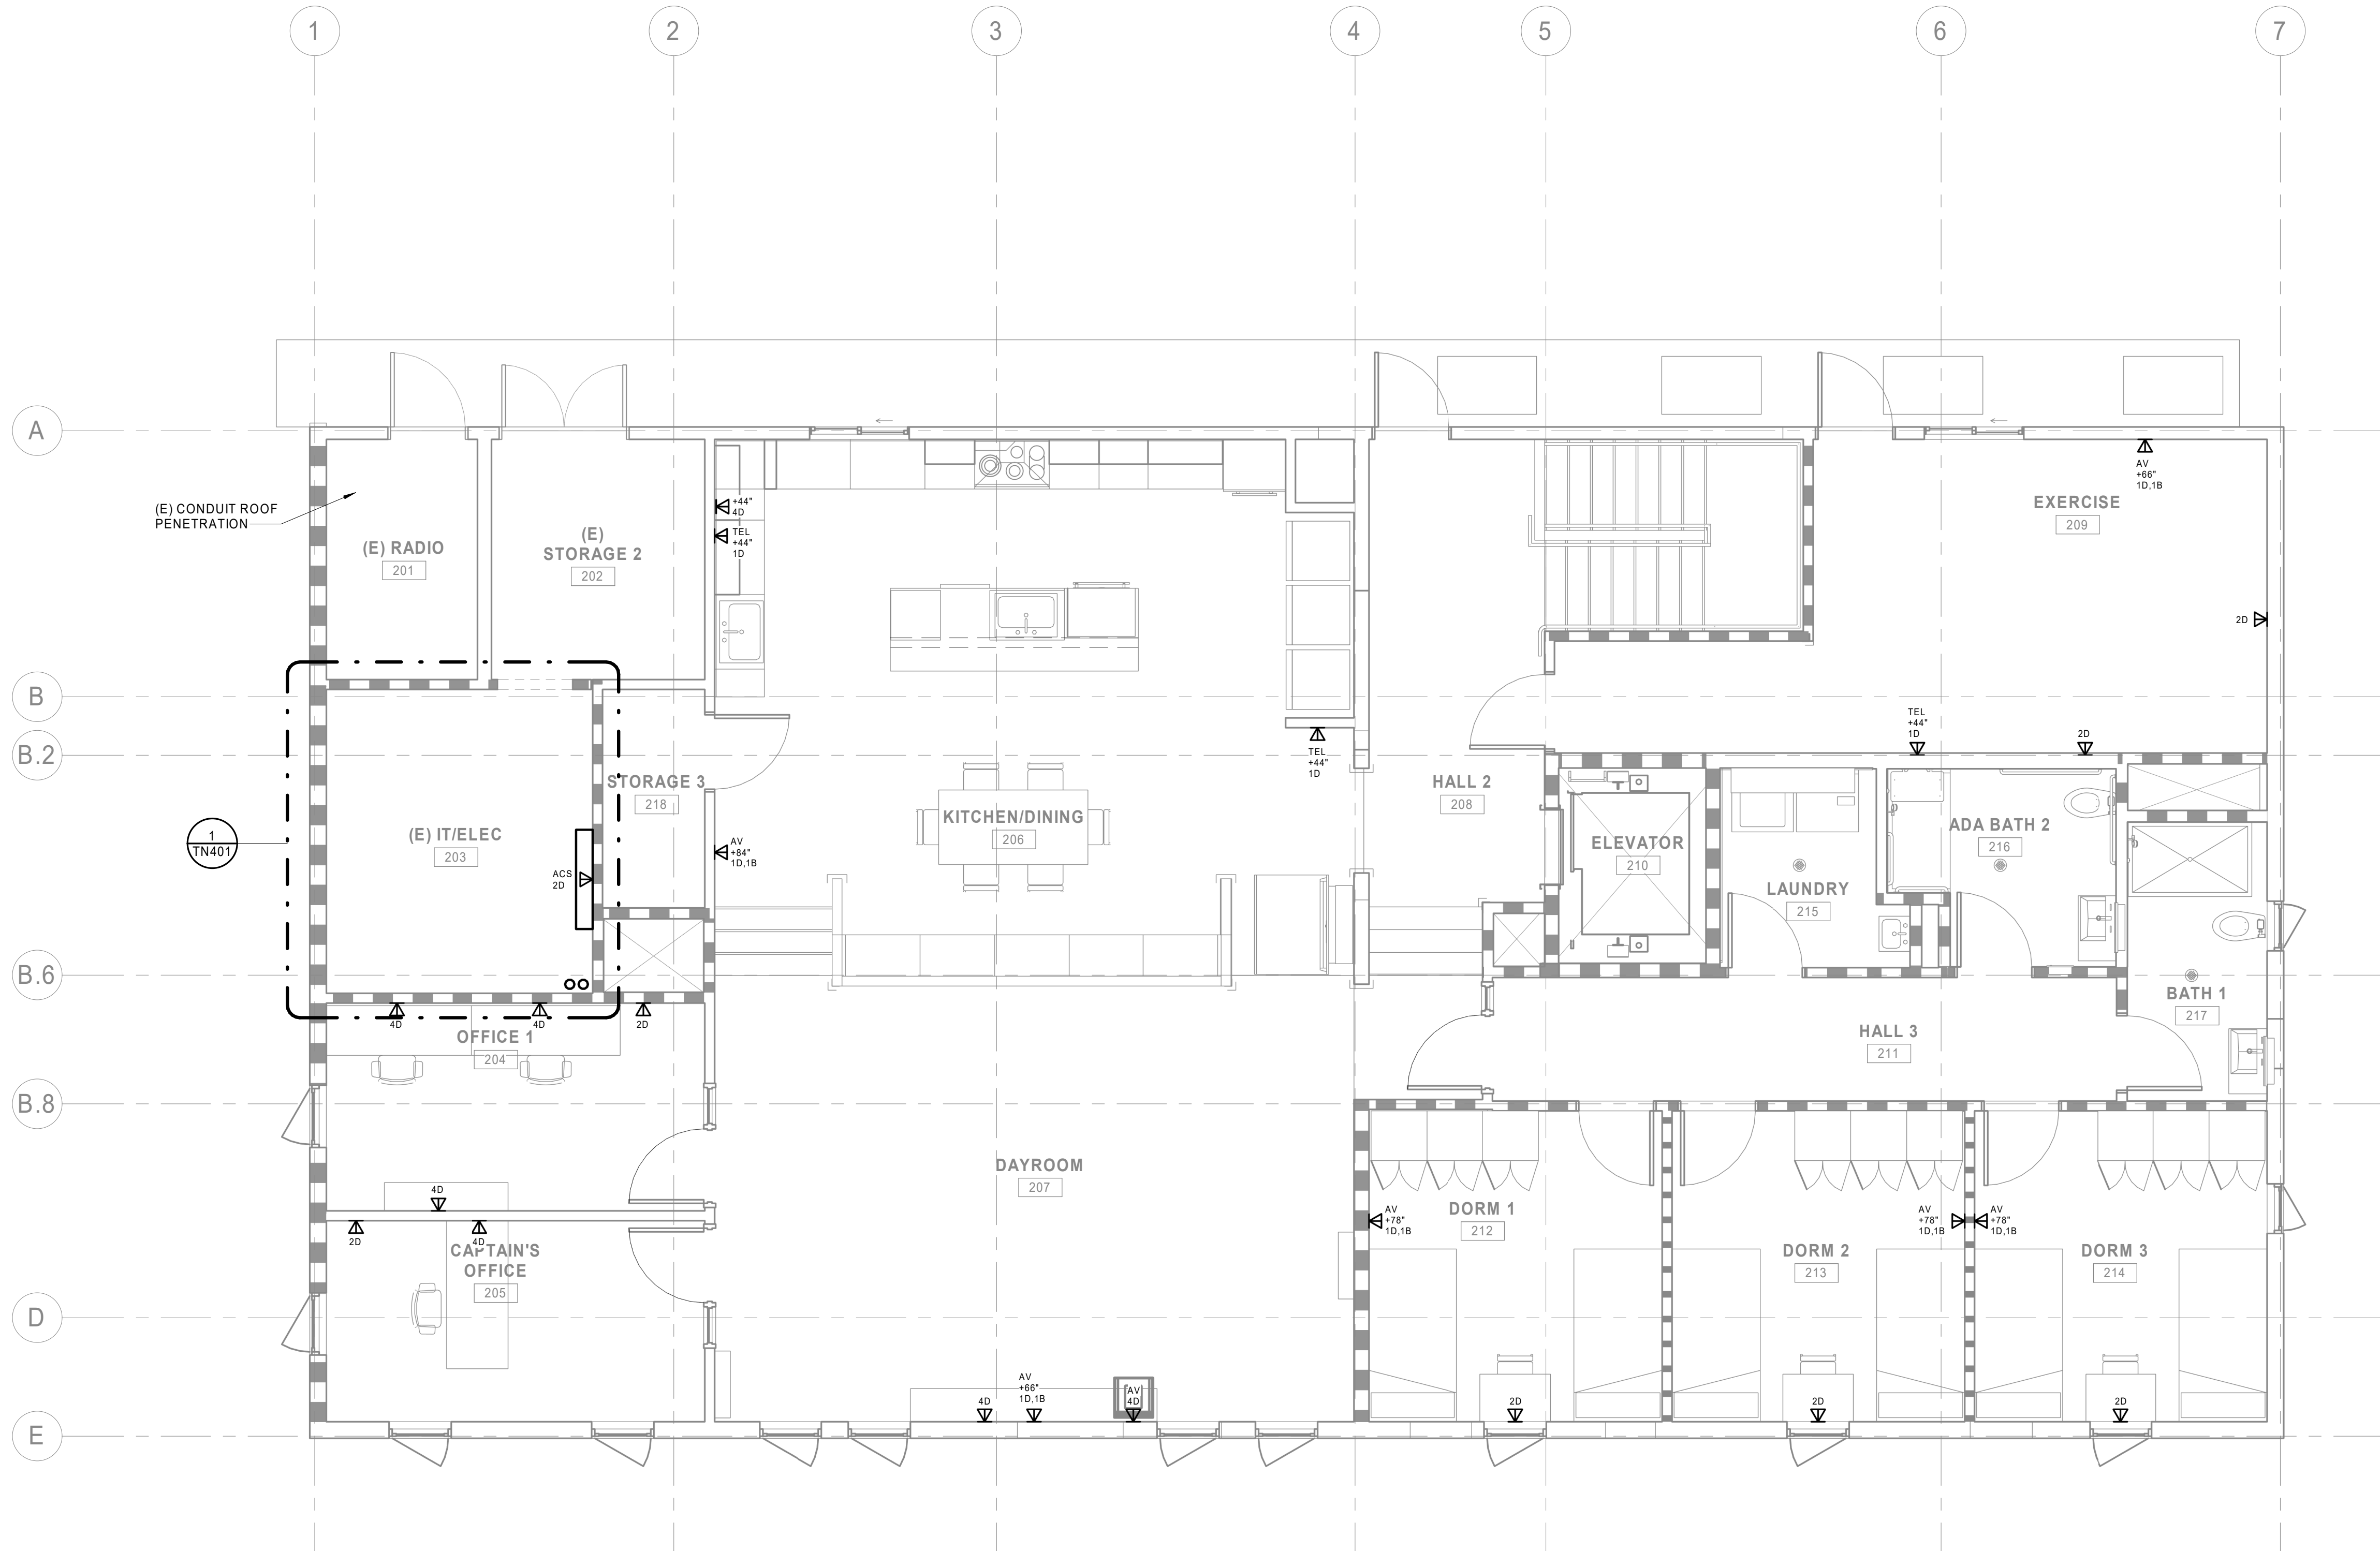 1
2
3
4
5
6
7
A
B
B.2
B.6
B.8
D
E
(E) CONDUIT ROOF
PENETRATION
1
TN401
(E) RADIO
201
(E)
STORAGE 2
202
+44"
4D
TEL
+44"
1D
EXERCISE
209
AV
+66"
1D,1B
2D
TEL
+44"
1D
2D
TEL
+44"
1D
STORAGE 3
218
(E) IT/ELEC
203
ACS
2D
AV
+84"
1D,1B
KITCHEN/DINING
206
HALL 2
208
ELEVATOR
210
LAUNDRY
215
ADA BATH 2
216
BATH 1
217
HALL 3
211
4D
4D
2D
OFFICE 1
204
4D
2D
4D
CAPTAIN'S
OFFICE
205
DAYROOM
207
4D
AV
+66"
1D,1B
AV
4D
DORM 1
212
AV
+78"
1D,1B
2D
DORM 2
213
AV
+78"
1D,1B
2D
DORM 3
214
AV
+78"
1D,1B
2D